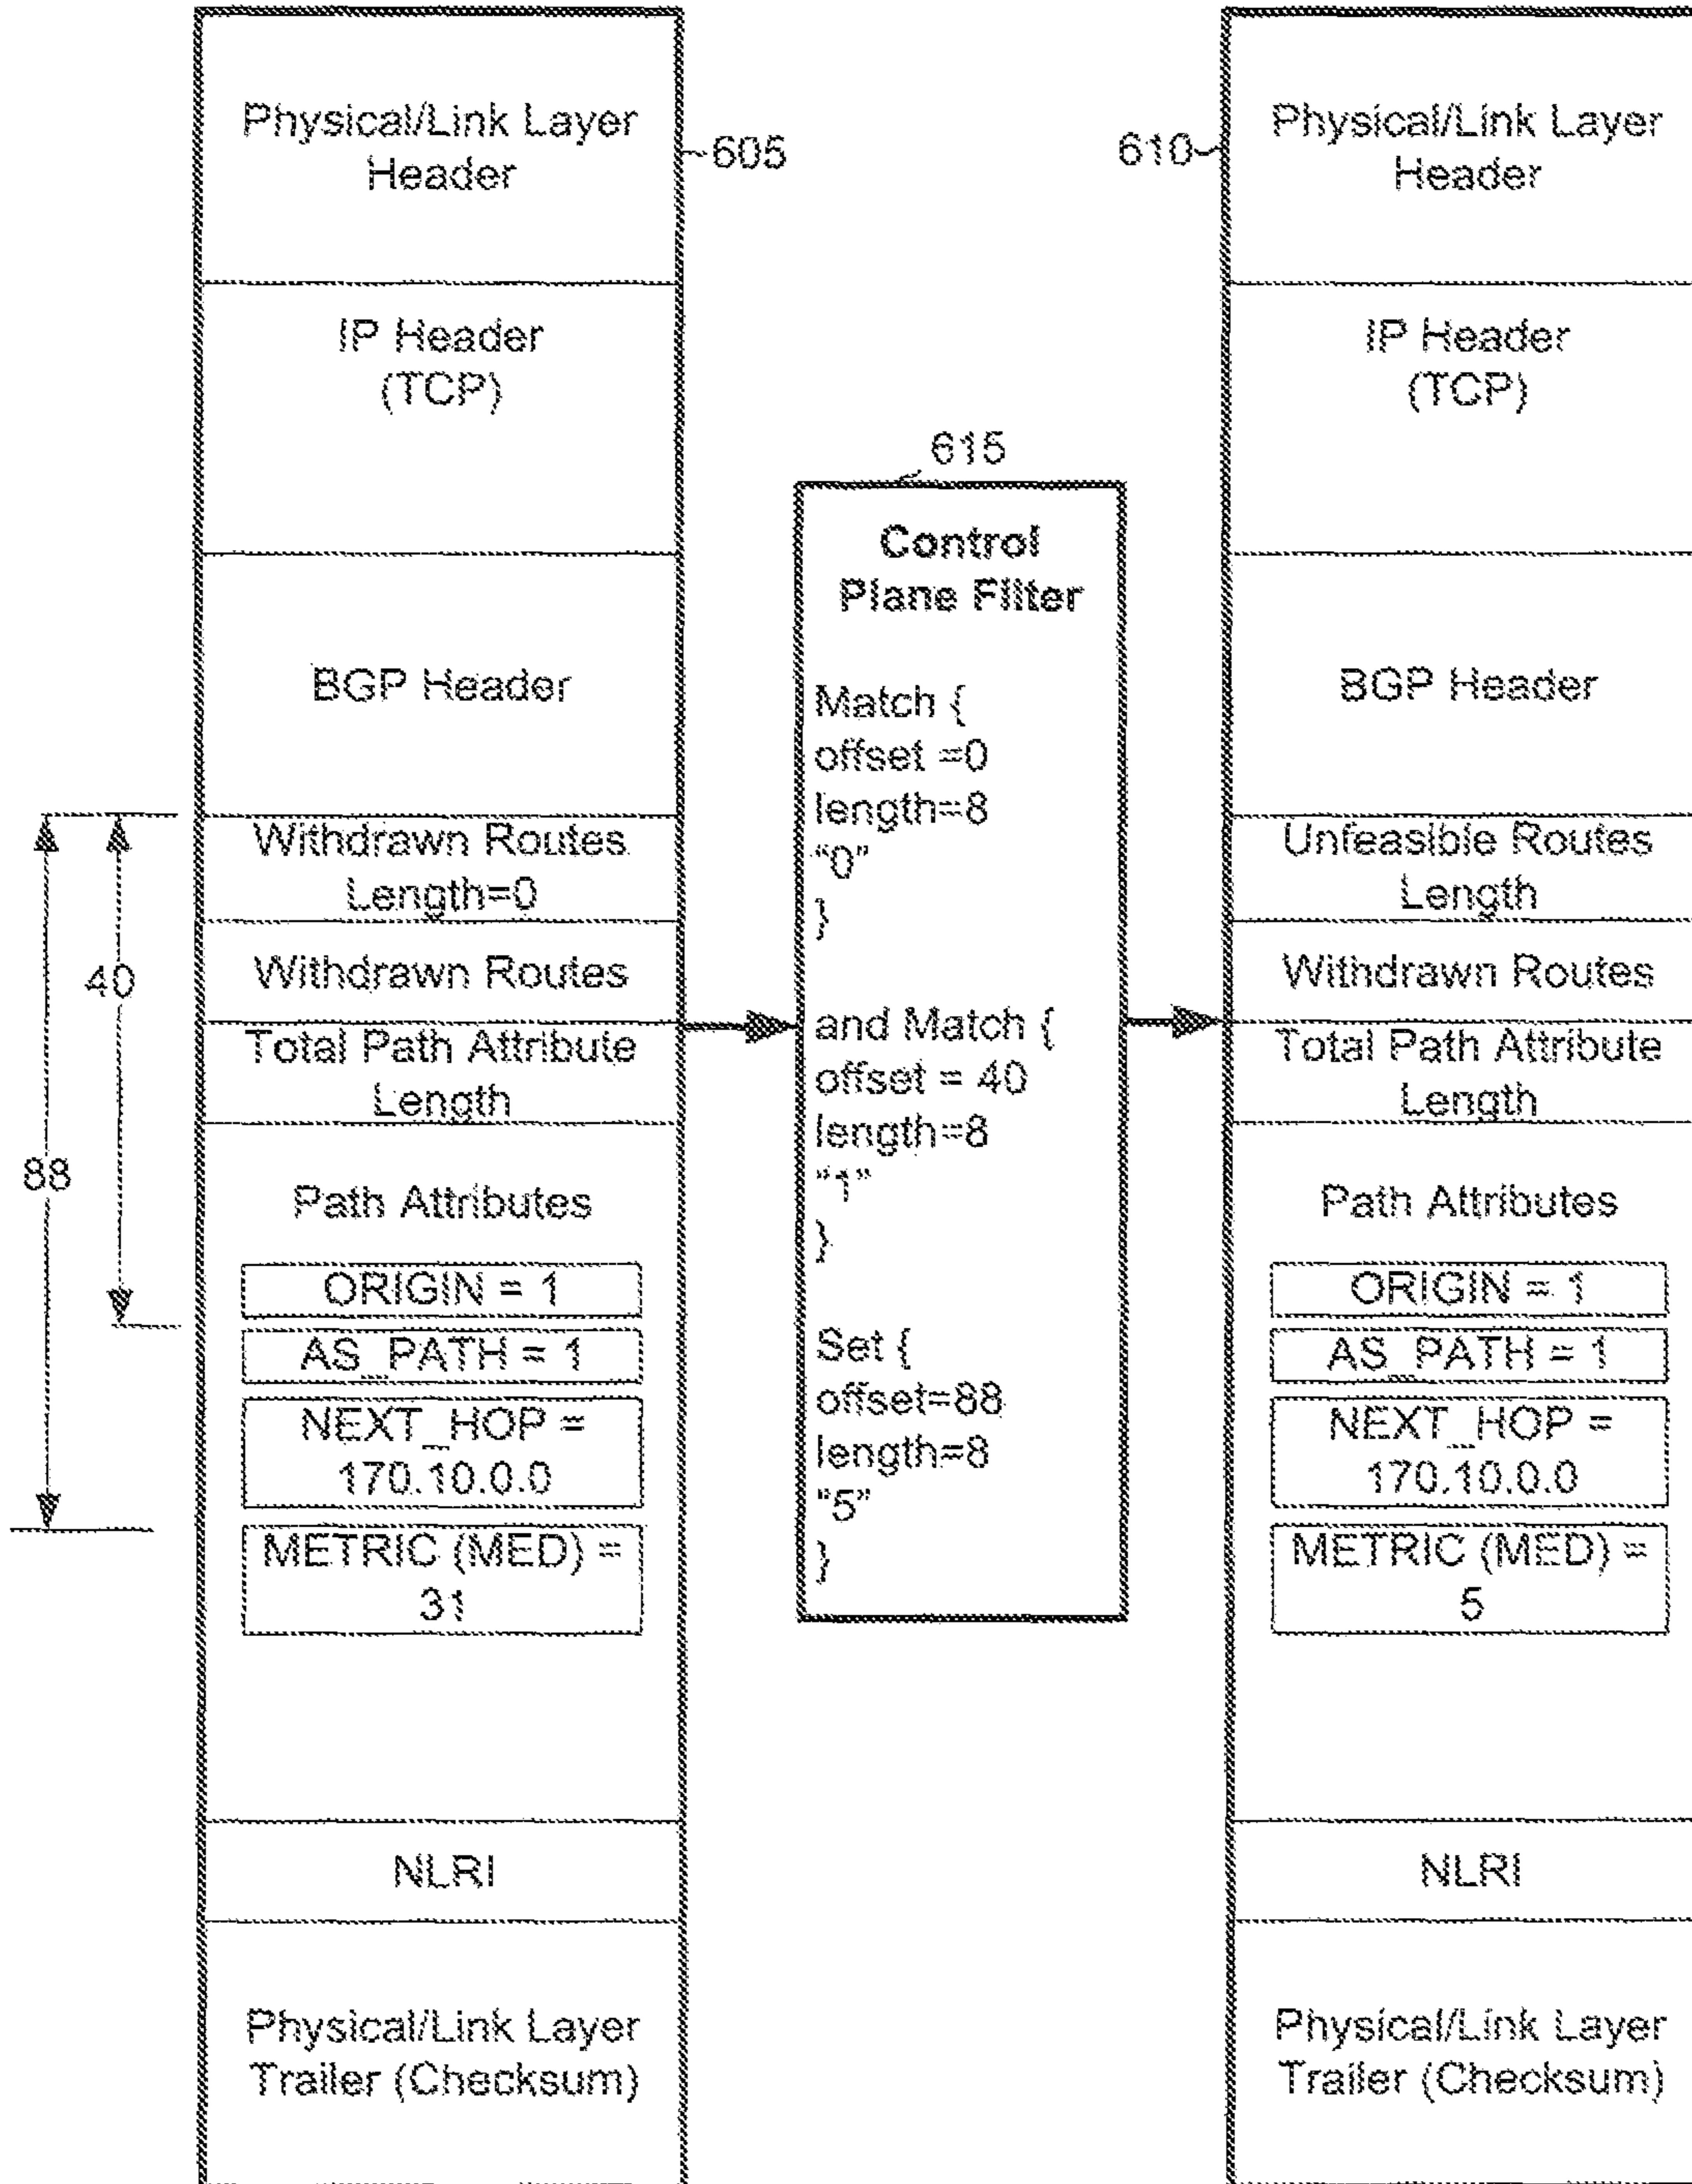 Physical/Link Layer
Header
605
IP Header
(TCP)
BGP Header
Withdrawn Routes
Length=0
Withdrawn Routes
Total Path Attribute
Length
Path Attributes
ORIGIN = 1
AS_PATH = 1
NEXT_HOP =
170.10.0.0
METRIC (MED) =
31
NLRI
Physical/Link Layer
Trailer (Checksum)
40
88
615
Control
Plane Filter
Match {
offset =0
length=8
“0”
}
and Match {
offset = 40
length=8
“1”
}
Set {
offset=88
length=8
“5”
}
610
Physical/Link Layer
Header
IP Header
(TCP)
BGP Header
Unfeasible Routes
Length
Withdrawn Routes
Total Path Attribute
Length
Path Attributes
ORIGIN = 1
AS_PATH = 1
NEXT_HOP =
170.10.0.0
METRIC (MED) =
5
NLRI
Physical/Link Layer
Trailer (Checksum)